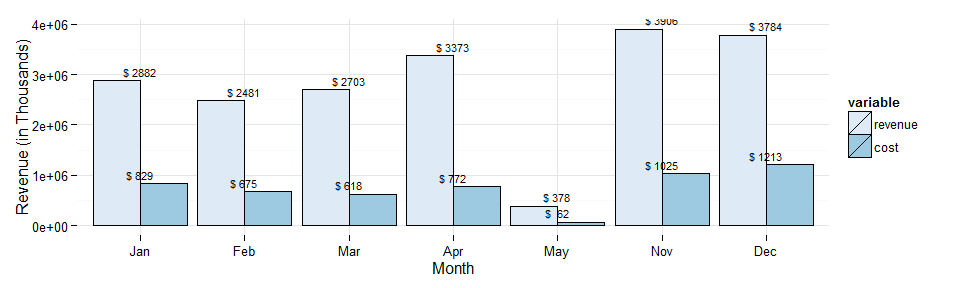 Revenue (in Thousands)
4e+06
3e+06
2e+06
1e+06
0e+00
$ 2882
$ 829
$ 2481
$ 675
$ 2703
$ 618
$ 3373
$ 772
$ 378
$ 62
$ 3906
$ 1025
$ 3784
$ 1213
Jan Feb Mar Apr May Nov Dec
Month
variable
revenue
cost